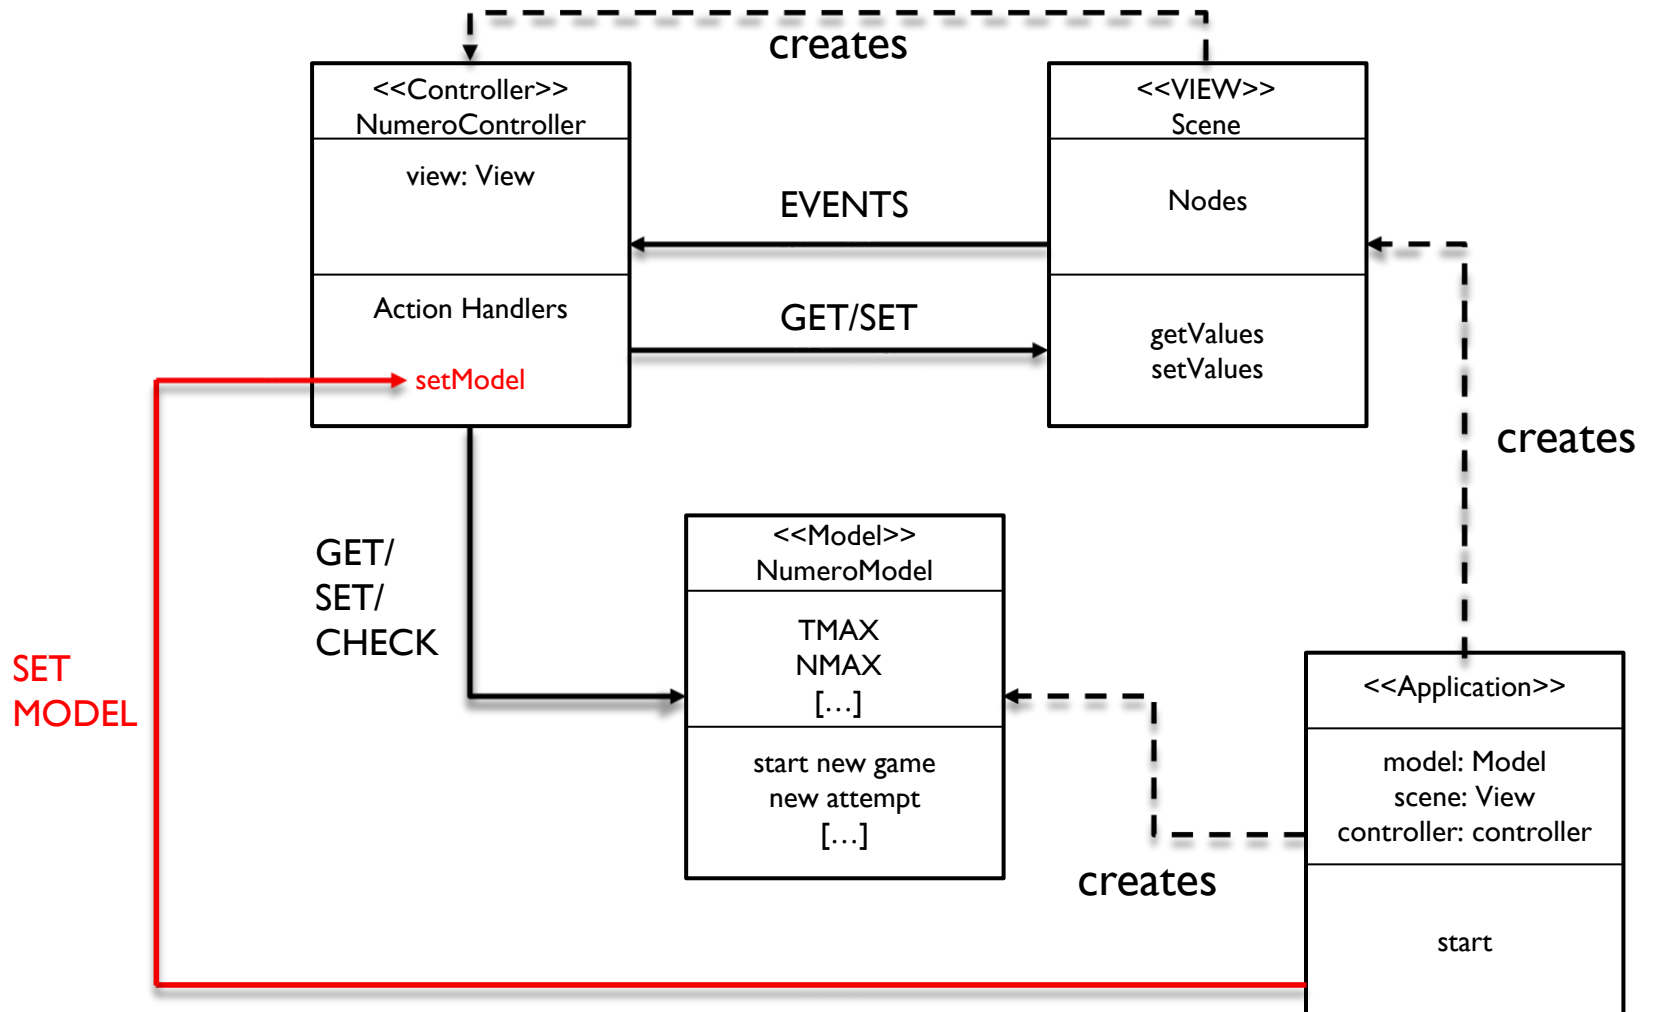 creates
<<Controller>>
NumeroController
view: View
Action Handlers
setModel
<<VIEW>>
Scene
Nodes
getValues
setValues
EVENTS
GET/SET
creates
GET/
SET/
CHECK
<<Model>>
NumeroModel
TMAX
NMAX
[...]
start new game
new attempt
[...]
SET
MODEL
creates
<<Application>>
model: Model
scene: View
controller: controller
start